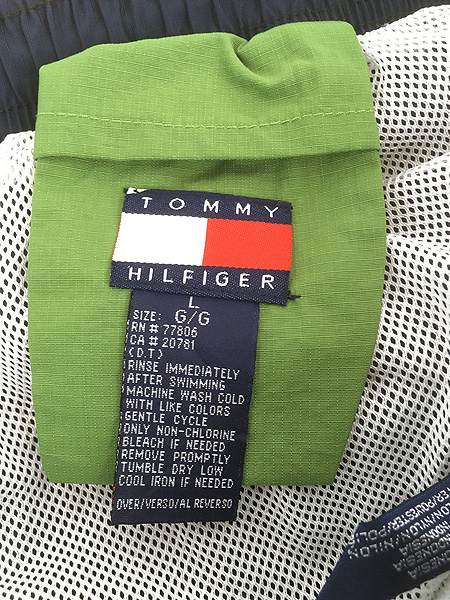 TOMMY
HILFIGER
L
SIZE: G/G
RN# 77806
CA# 20781
(D.T)
RINSE IMMEDIATELY
AFTER SWIMMING
MACHINE WASH COLD
WITH LIKE COLORS
GENTLE CYCLE
ONLY NON-CHLORINE
BLEACH IF NEEDED
REMOVE PROMPTLY
TUMBLE DRY LOW
COOL IRON IF NEEDED
OVER/VERSO/AL REVERSO